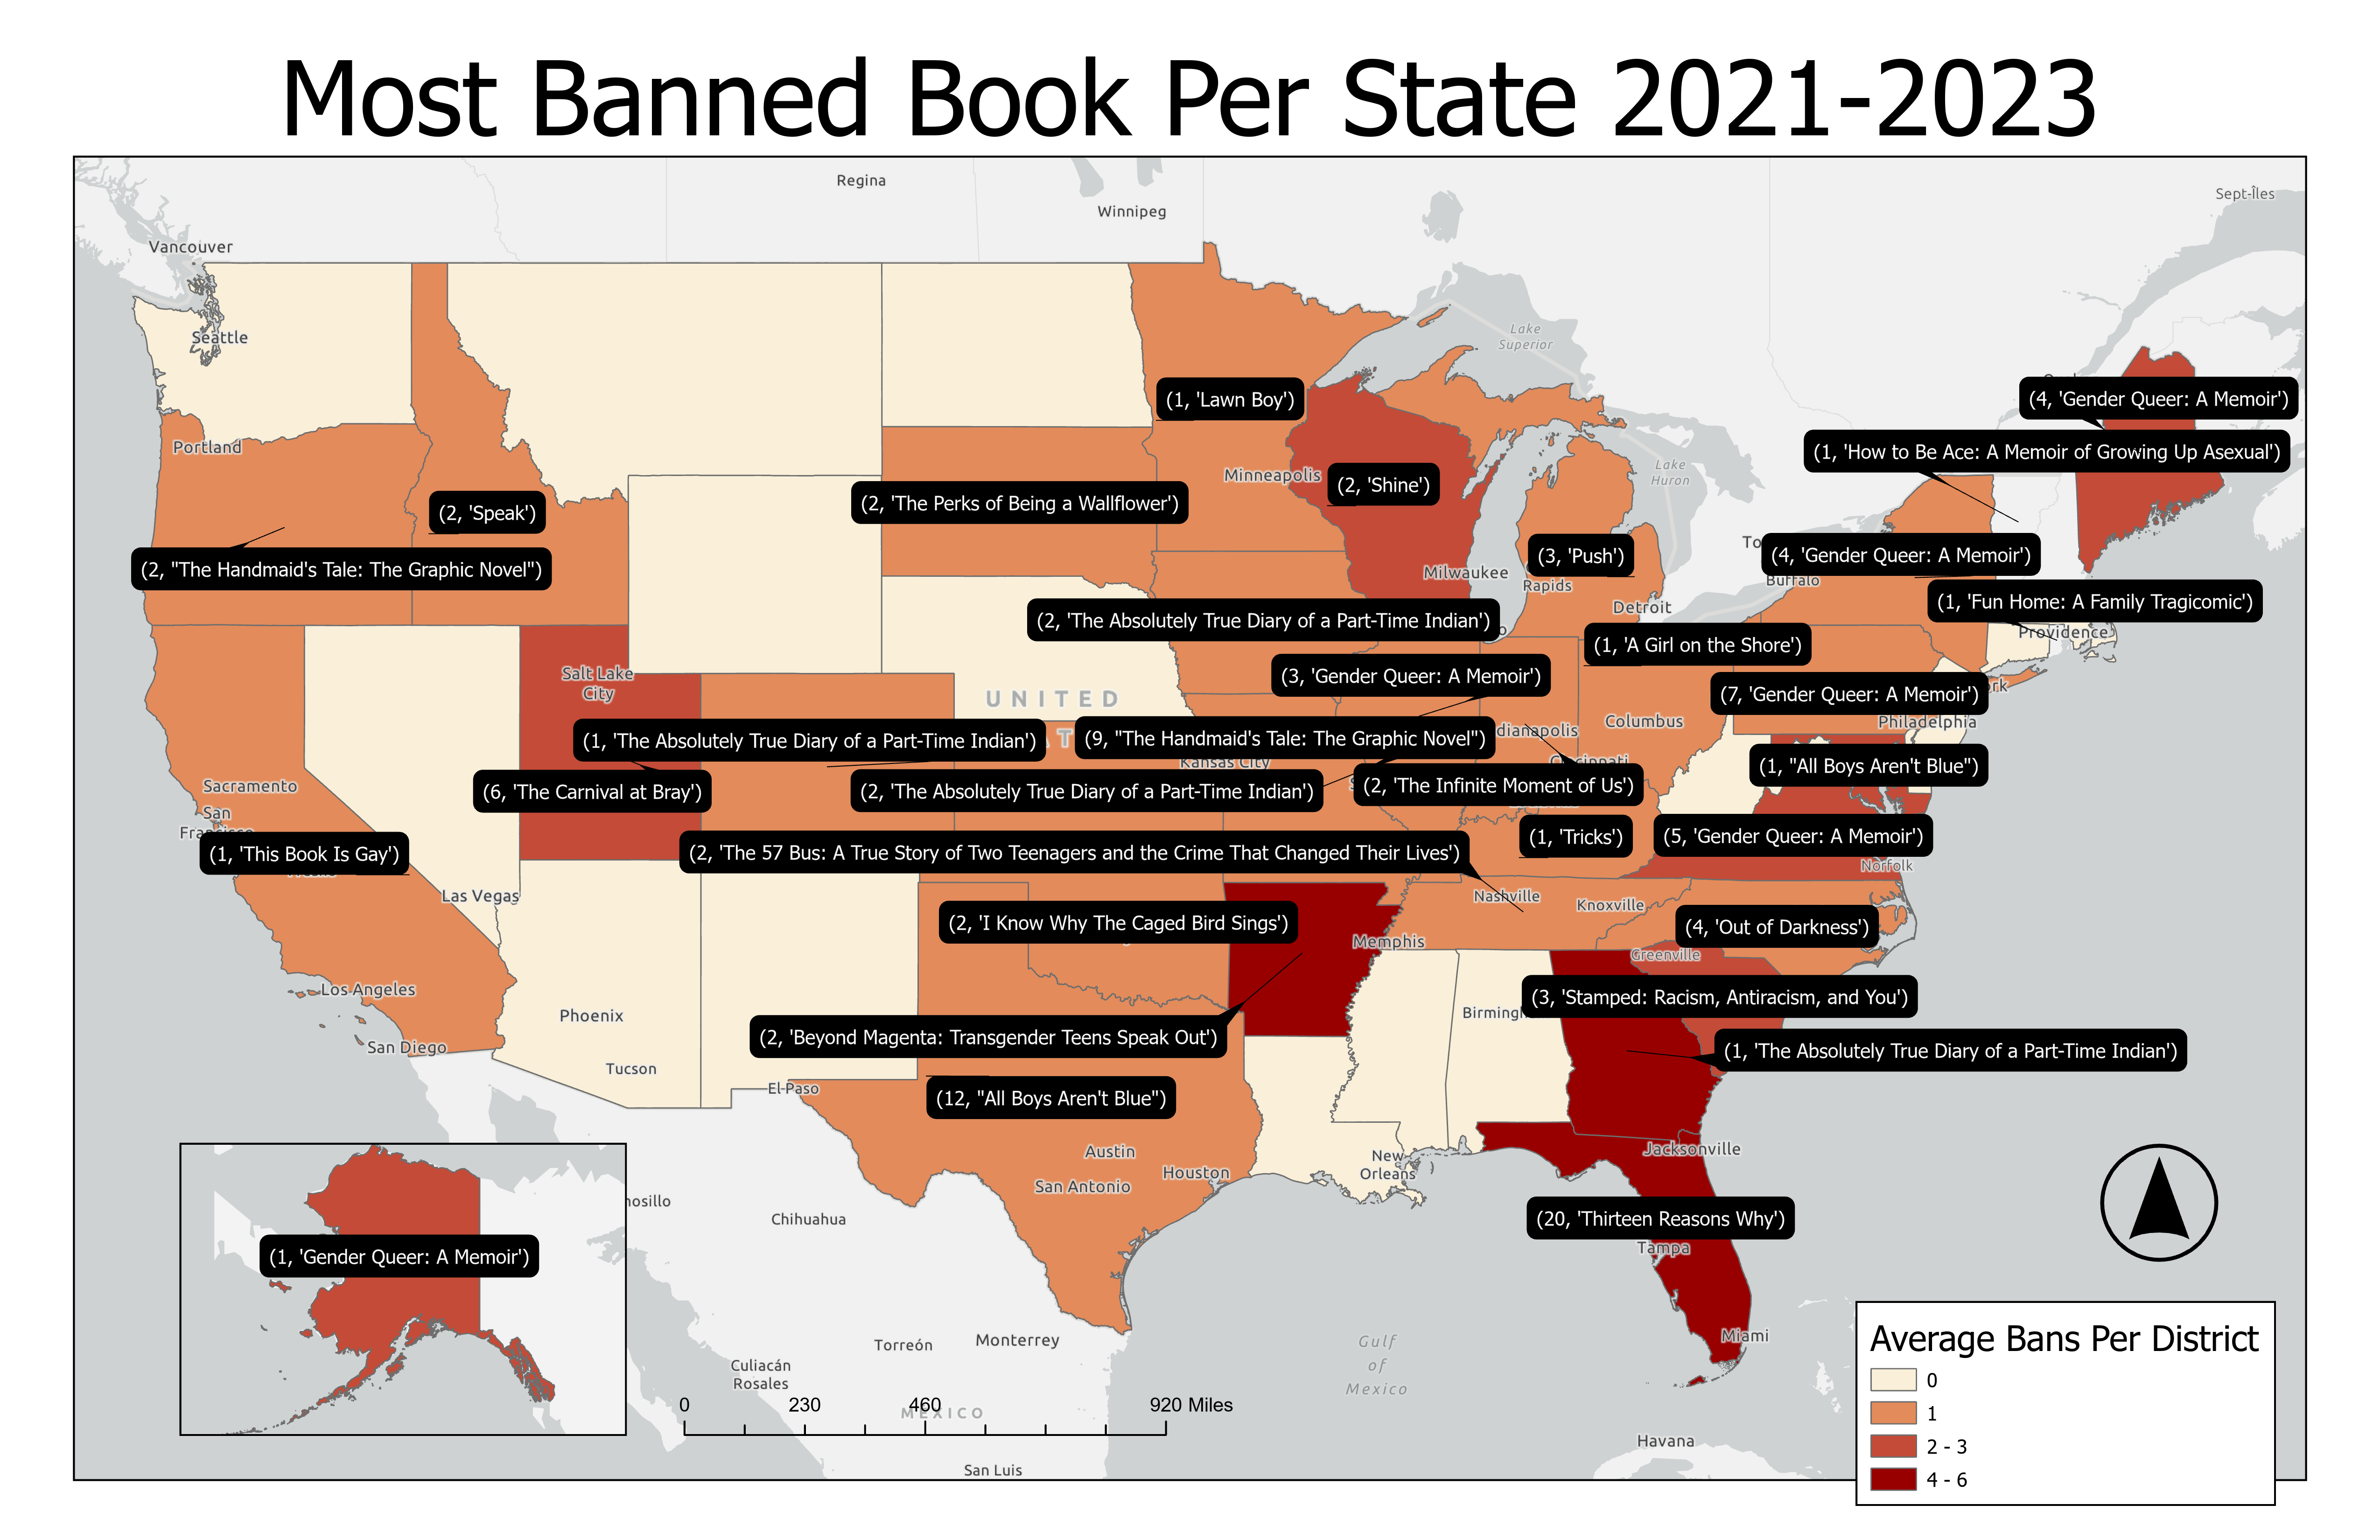 Most Banned Book Per State 2021-2023
Regina
Winnipeg
Sept-Îles
Vancouver
Seattle
Lake
Superior
(1, 'Lawn Boy')
(4, 'Gender Queer: A Memoir')
Portland
(1, 'How to Be Ace: A Memoir of Growing Up Asexual')
Lake
Huron
Minneapolis
(2, 'Shine')
(2, 'The Perks of Being a Wallflower')
(2, 'Speak')
(3, 'Push')
(4, 'Gender Queer: A Memoir')
(2, "The Handmaid's Tale: The Graphic Novel")
Milwaukee
Rapids
Buffalo
Detroit
(1, 'Fun Home: A Family Tragicomic')
(2, 'The Absolutely True Diary of a Part-Time Indian')
Providence
(1, 'A Girl on the Shore')
Salt Lake
City
(3, 'Gender Queer: A Memoir')
UNITED
(7, 'Gender Queer: A Memoir')
Columbus
Philadelphia
(1, 'The Absolutely True Diary of a Part-Time Indian')
(9, "The Handmaid's Tale: The Graphic Novel")
dianapolis
Kansas City
Cincinnati
(1, "All Boys Aren't Blue")
Sacramento
(6, 'The Carnival at Bray')
(2, 'The Absolutely True Diary of a Part-Time Indian')
(2, 'The Infinite Moment of Us')
San
Francisco
(1, 'This Book Is Gay')
(2, 'The 57 Bus: A True Story of Two Teenagers and the Crime That Changed Their Lives')
(1, 'Tricks')
(5, 'Gender Queer: A Memoir')
Norfolk
Las Vegas
Nashville
Knoxville
(2, 'I Know Why The Caged Bird Sings')
(4, 'Out of Darkness')
Memphis
Greenville
Los Angeles
Phoenix
Birmingh
(3, 'Stamped: Racism, Antiracism, and You')
San Diego
(2, 'Beyond Magenta: Transgender Teens Speak Out')
(1, 'The Absolutely True Diary of a Part-Time Indian')
Tucson
El Paso
(12, "All Boys Aren't Blue")
Austin
Houston
San Antonio
New
Orleans
Jacksonville
nosillo
Chihuahua
(20, 'Thirteen Reasons Why')
Tampa
(1, 'Gender Queer: A Memoir')
Torreón
Monterrey
Gulf
of
Mexico
Miami
Culiacán
Rosales
0 230 460 920 Miles
MÉXICO
San Luis
Havana
Average Bans Per District
0
1
2 - 3
4 - 6